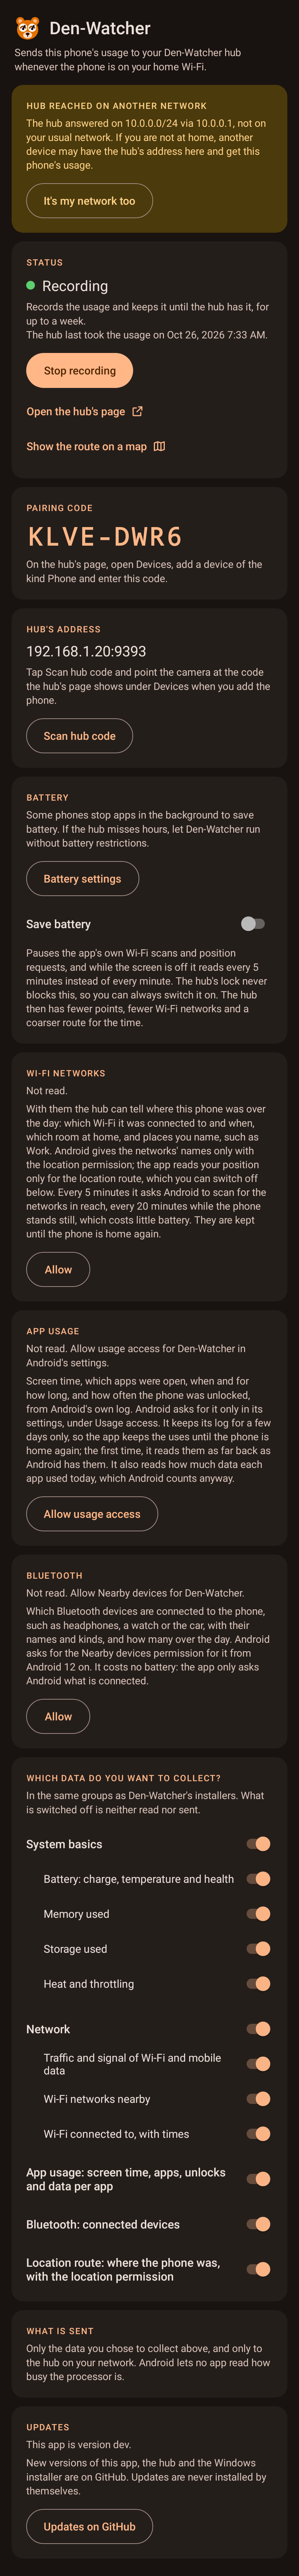 Den-Watcher
Sends this phone's usage to your Den-Watcher hub
whenever the phone is on your home Wi-Fi.
HUB REACHED ON ANOTHER NETWORK
The hub answered on 10.0.0.0/24 via 10.0.0.1, not on
your usual network. If you are not at home, another
device may have the hub's address here and get this
phone's usage.
It's my network too
STATUS
Recording
Records the usage and keeps it until the hub has it, for
up to a week.
The hub last took the usage on Oct 26, 2026 7:33 AM.
Stop recording
Open the hub's page
Show the route on a map
PAIRING CODE
KLVE-DWR6
On the hub's page, open Devices, add a device of the
kind Phone and enter this code.
HUB'S ADDRESS
192.168.1.20:9393
Tap Scan hub code and point the camera at the code
the hub's page shows under Devices when you add the
phone.
Scan hub code
BATTERY
Some phones stop apps in the background to save
battery. If the hub misses hours, let Den-Watcher run
without battery restrictions.
Battery settings
Save battery
Pauses the app's own Wi-Fi scans and position
requests, and while the screen is off it reads every 5
minutes instead of every minute. The hub's lock never
blocks this, so you can always switch it on. The hub
then has fewer points, fewer Wi-Fi networks and a
coarser route for the time.
WI-FI NETWORKS
Not read.
With them the hub can tell where this phone was over
the day: which Wi-Fi it was connected to and when,
which room at home, and places you name, such as
Work. Android gives the networks' names only with
the location permission; the app reads your position
only for the location route, which you can switch off
below. Every 5 minutes it asks Android to scan for the
networks in reach, every 20 minutes while the phone
stands still, which costs little battery. They are kept
until the phone is home again.
Allow
APP USAGE
Not read. Allow usage access for Den-Watcher in
Android's settings.
Screen time, which apps were open, when and for
how long, and how often the phone was unlocked,
from Android's own log. Android asks for it only in its
settings, under Usage access. It keeps its log for a few
days only, so the app keeps the uses until the phone is
home again; the first time, it reads them as far back as
Android has them. It also reads how much data each
app used today, which Android counts anyway.
Allow usage access
BLUETOOTH
Not read. Allow Nearby devices for Den-Watcher.
Which Bluetooth devices are connected to the phone,
such as headphones, a watch or the car, with their
names and kinds, and how many over the day. Android
asks for the Nearby devices permission for it from
Android 12 on. It costs no battery: the app only asks
Android what is connected.
Allow
WHICH DATA DO YOU WANT TO COLLECT?
In the same groups as Den-Watcher's installers. What
is switched off is neither read nor sent.
System basics
Battery: charge, temperature and health
Memory used
Storage used
Heat and throttling
Network
Traffic and signal of Wi-Fi and mobile
data
Wi-Fi networks nearby
Wi-Fi connected to, with times
App usage: screen time, apps, unlocks
and data per app
Bluetooth: connected devices
Location route: where the phone was,
with the location permission
WHAT IS SENT
Only the data you chose to collect above, and only to
the hub on your network. Android lets no app read how
busy the processor is.
UPDATES
This app is version dev.
New versions of this app, the hub and the Windows
installer are on GitHub. Updates are never installed by
themselves.
Updates on GitHub